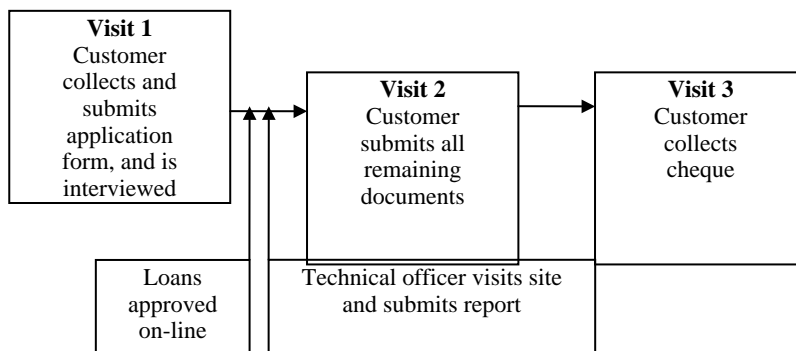 Visit 1
Customer
collects and
submits
application
form, and is
interviewed
Visit 2
Customer
submits all
remaining
documents
Visit 3
Customer
collects
cheque
Loans
approved
on-line
Technical officer visits site
and submits report